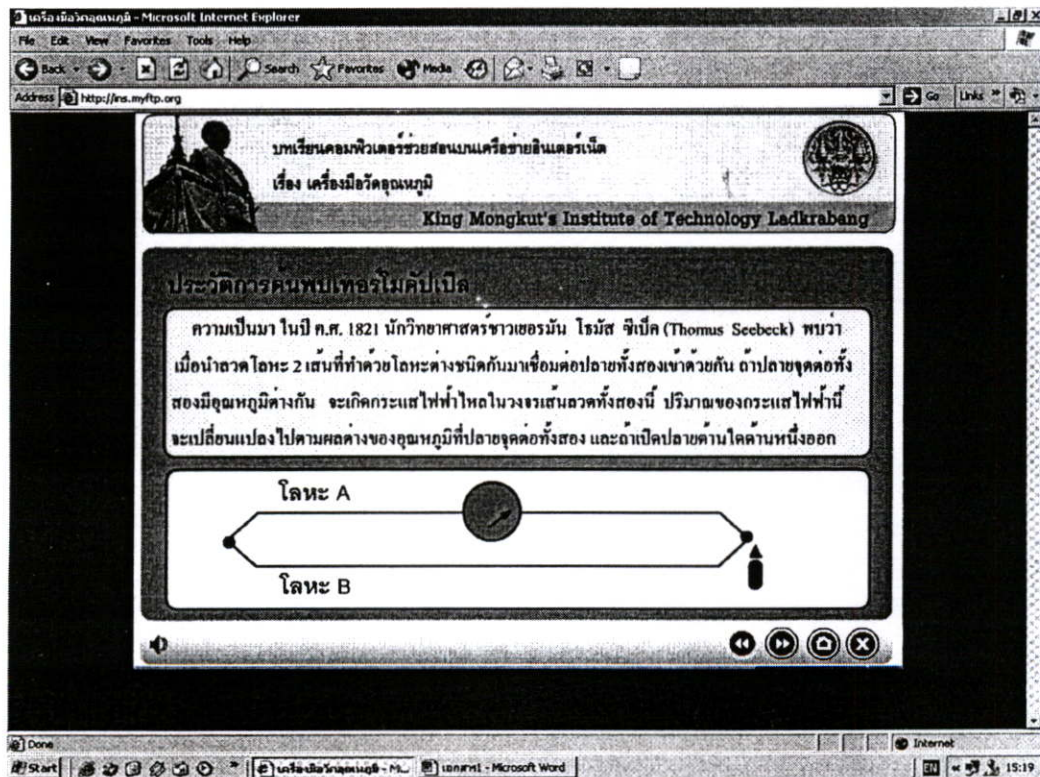 เครื่องมือวัดอุณหภูมิ - Microsoft Internet Explorer
File Edit View Favorites Tools Help
Back Search Favorites Media
Address http://ins.myftp.org Go Links »
บทเรียนคอมพิวเตอร์ช่วยสอนบนเครือข่ายอินเตอร์เน็ต
เรื่อง เครื่องมือวัดอุณหภูมิ
King Mongkut's Institute of Technology Ladkrabang
ประวัติการค้นพบเทอร์โมคัปเปิล
ความเป็นมา ในปี ค.ศ. 1821 นักวิทยาศาสตร์ชาวเยอรมัน โธมัส ซีเบ็ค (Thomus Seebeck) พบว่า
เมื่อนำลวดโลหะ 2 เส้นที่ทำด้วยโลหะต่างชนิดกันมาเชื่อมต่อปลายทั้งสองเข้าด้วยกัน ถ้าปลายจุดต่อทั้ง
สองมีอุณหภูมิต่างกัน จะเกิดกระแสไฟฟ้าไหลในวงจรเส้นลวดทั้งสองนี้ ปริมาณของกระแสไฟฟ้านี้
จะเปลี่ยนแปลงไปตามผลต่างของอุณหภูมิที่ปลายจุดต่อทั้งสอง และถ้าเปิดปลายด้านใดด้านหนึ่งออก
โลหะ A
โลหะ B
Done Internet
Start » เครื่องมือวัดอุณหภูมิ - M... เอกสาร1 - Microsoft Word EN « 15:19